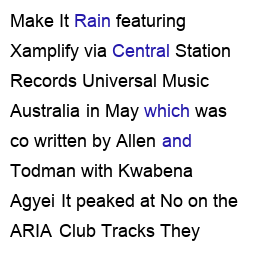 Make It Rain featuring
Xamplify via Central Station
Records Universal Music
Australia in May which was
co written by Allen and
Todman with Kwabena
Agyei It peaked at No on the
ARIA Club Tracks They